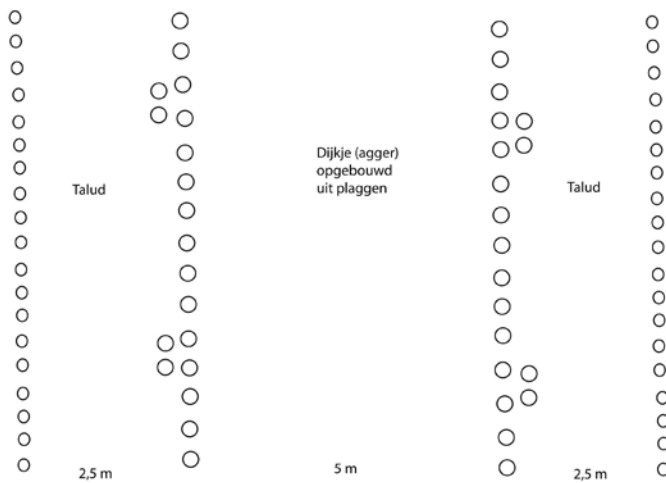 Dijkje (agger)
opgebouwd
uit plaggen
Talud
Talud
2,5 m
5 m
2,5 m